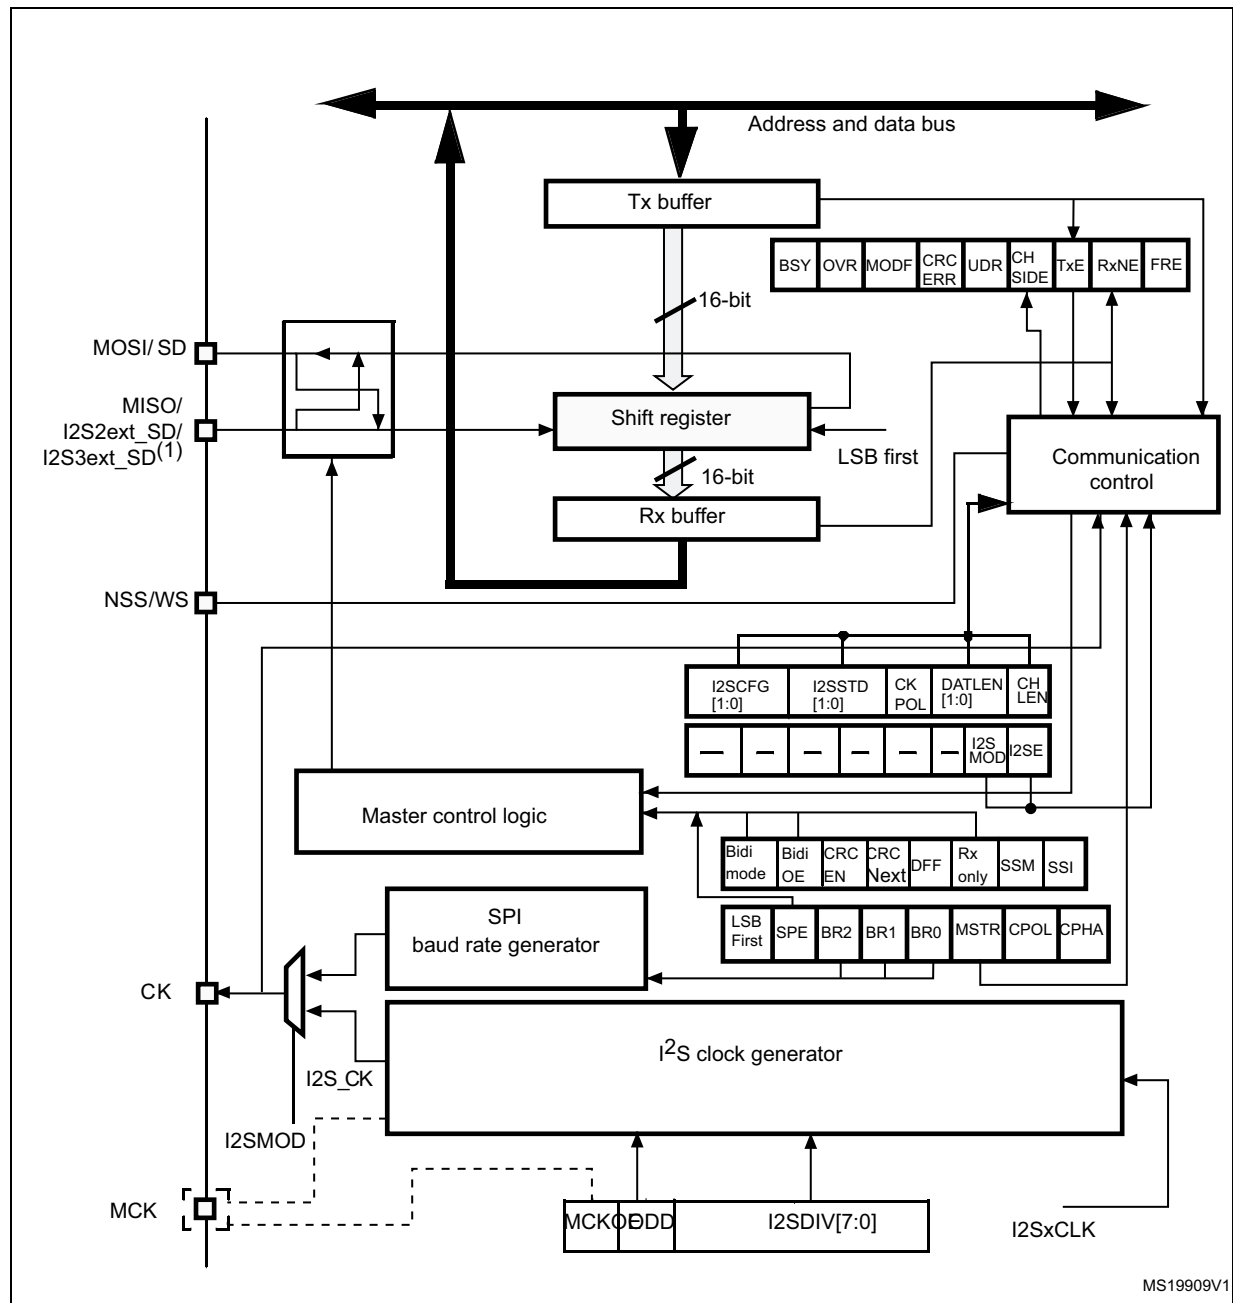 Address and data bus
Tx buffer
BSY OVR MODF CRC ERR UDR CH SIDE TxE RxNE FRE
16-bit
MOSI/ SD
MISO/
I2S2ext_SD/
I2S3ext_SD(1)
Shift register
LSB first
Communication
control
16-bit
Rx buffer
NSS/WS
I2SCFG [1:0] I2SSTD [1:0] CK POL DATLEN [1:0] CH LEN
— — — — — — I2S MOD I2SE
Master control logic
Bidi mode Bidi OE CRC EN CRC Next DFF Rx only SSM SSI
LSB First SPE BR2 BR1 BR0 MSTR CPOL CPHA
SPI
baud rate generator
CK
I2S clock generator
I2S_CK
I2SMOD
MCK
MCKOE ODD I2SDIV[7:0]
I2SxCLK
MS19909V1